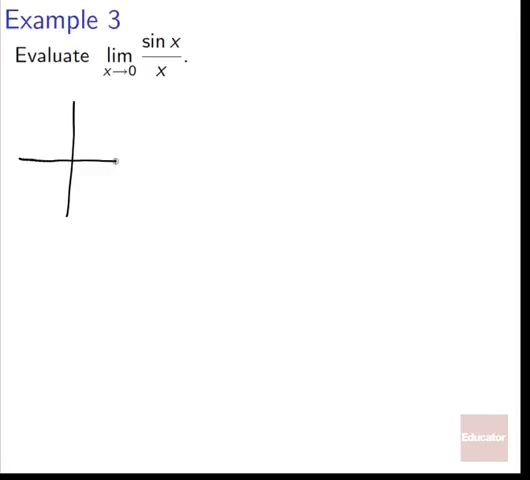 Example 3
Evaluate lim x→0 sin x / x.
Educator